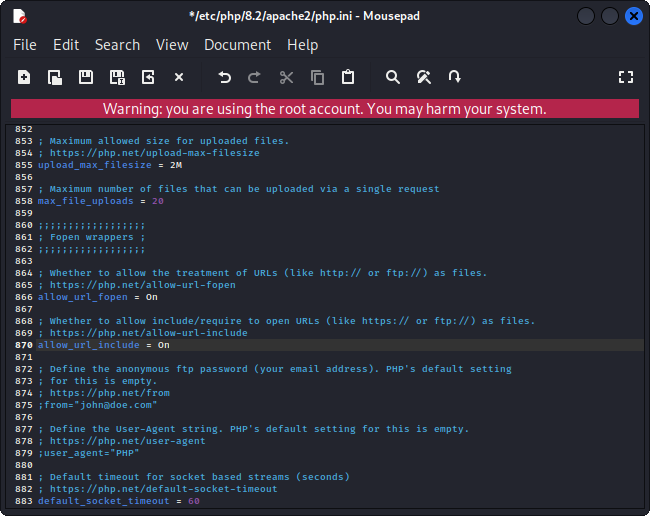 */etc/php/8.2/apache2/php.ini - Mousepad
File Edit Search View Document Help
Warning: you are using the root account. You may harm your system.
852
853 ; Maximum allowed size for uploaded files.
854 ; https://php.net/upload-max-filesize
855 upload_max_filesize = 2M
856
857 ; Maximum number of files that can be uploaded via a single request
858 max_file_uploads = 20
859
860 ;;;;;;;;;;;;;;;;;;
861 ; Fopen wrappers ;
862 ;;;;;;;;;;;;;;;;;;
863
864 ; Whether to allow the treatment of URLs (like http:// or ftp://) as files.
865 ; https://php.net/allow-url-fopen
866 allow_url_fopen = On
867
868 ; Whether to allow include/require to open URLs (like https:// or ftp://) as files.
869 ; https://php.net/allow-url-include
870 allow_url_include = On
871
872 ; Define the anonymous ftp password (your email address). PHP's default setting
873 ; for this is empty.
874 ; https://php.net/from
875 ;from="john@doe.com"
876
877 ; Define the User-Agent string. PHP's default setting for this is empty.
878 ; https://php.net/user-agent
879 ;user_agent="PHP"
880
881 ; Default timeout for socket based streams (seconds)
882 ; https://php.net/default-socket-timeout
883 default_socket_timeout = 60